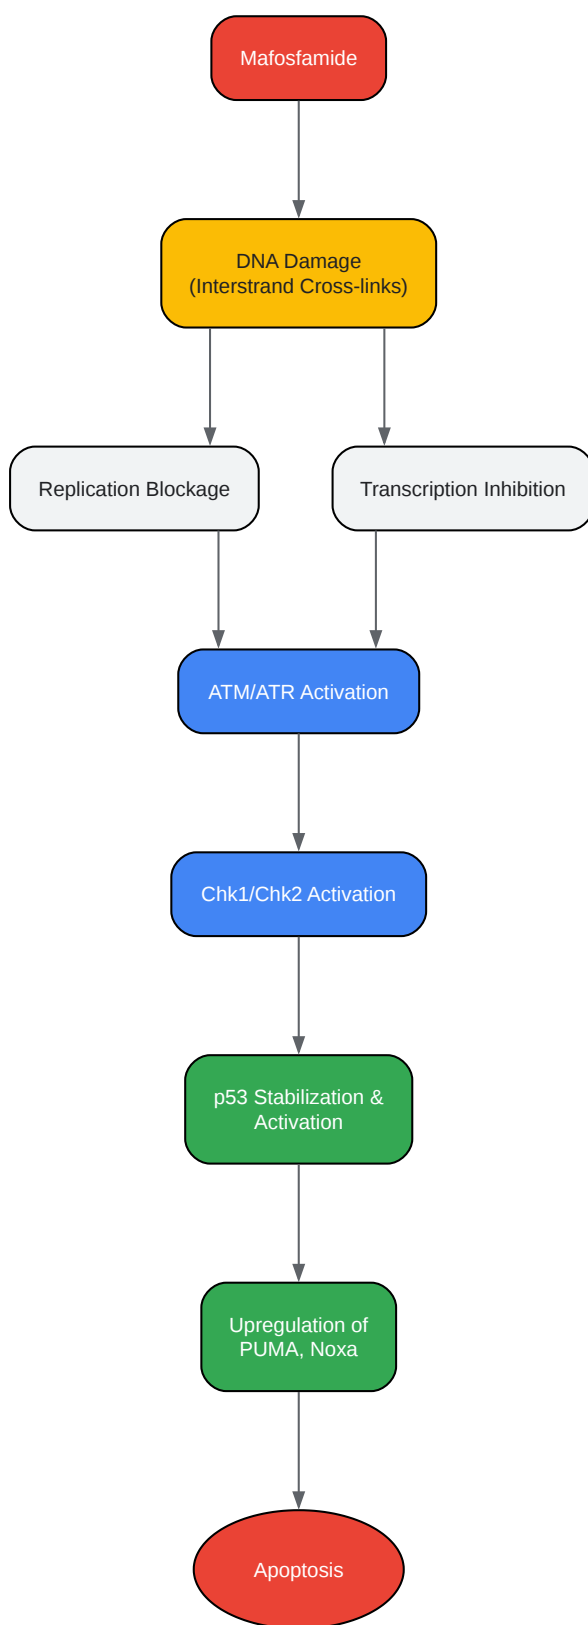 Mafosfamide
DNA Damage
(Interstrand Cross-links)
Replication Blockage
Transcription Inhibition
ATM/ATR Activation
Chk1/Chk2 Activation
p53 Stabilization &
Activation
Upregulation of
PUMA, Noxa
Apoptosis